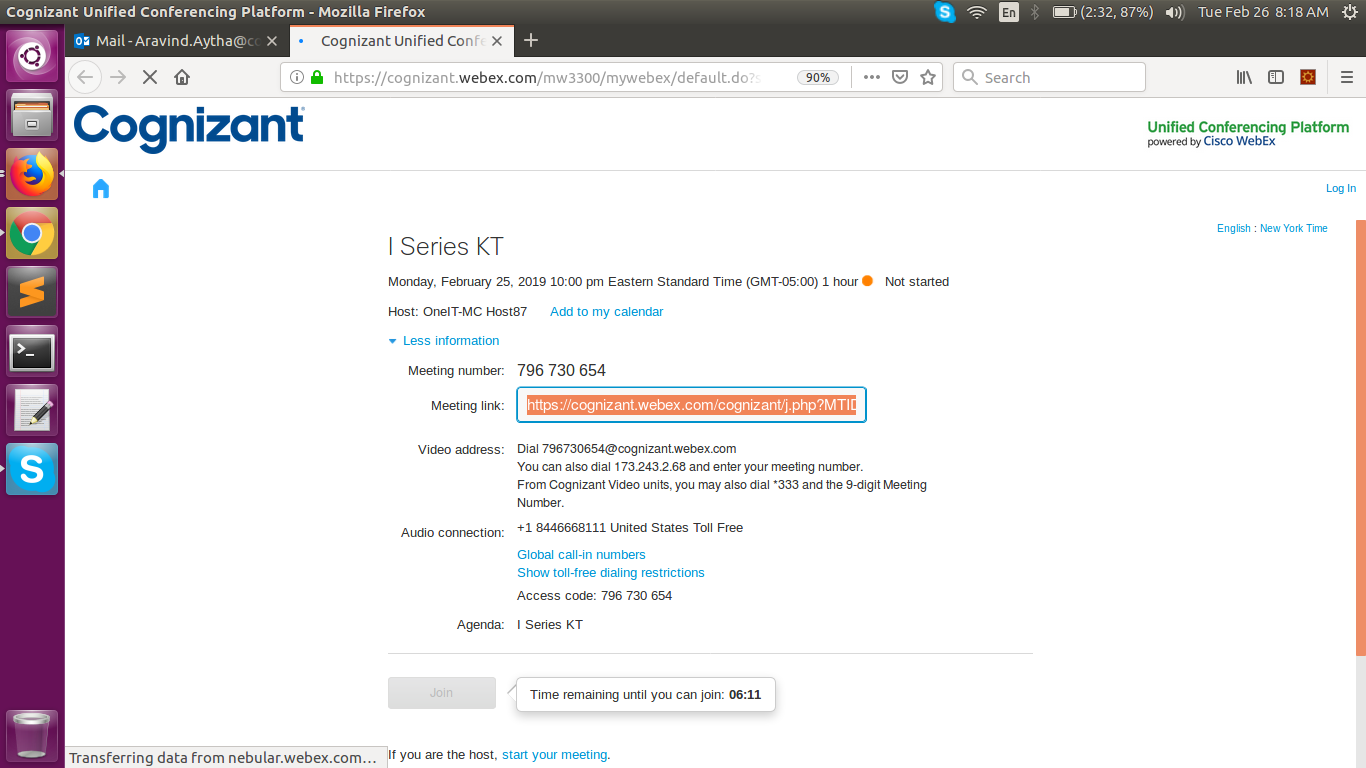 Cognizant Unified Conferencing Platform - Mozilla Firefox
En
(2:32, 87%)
Tue Feb 26 8:18 AM
Mail - Aravind.Aytha@co
Cognizant Unified Confe
https://cognizant.webex.com/mw3300/mywebex/default.do?s
90%
Search
Cognizant
Unified Conferencing Platform
powered by Cisco WebEx
Log In
English : New York Time
I Series KT
Monday, February 25, 2019 10:00 pm Eastern Standard Time (GMT-05:00) 1 hour Not started
Host: OneIT-MC Host87 Add to my calendar
Less information
Meeting number: 796 730 654
Meeting link: https://cognizant.webex.com/cognizant/j.php?MTID
Video address: Dial 796730654@cognizant.webex.com
You can also dial 173.243.2.68 and enter your meeting number.
From Cognizant Video units, you may also dial *333 and the 9-digit Meeting
Number.
Audio connection: +1 8446668111 United States Toll Free
Global call-in numbers
Show toll-free dialing restrictions
Access code: 796 730 654
Agenda: I Series KT
Join Time remaining until you can join: 06:11
If you are the host, start your meeting.
Transferring data from nebular.webex.com…